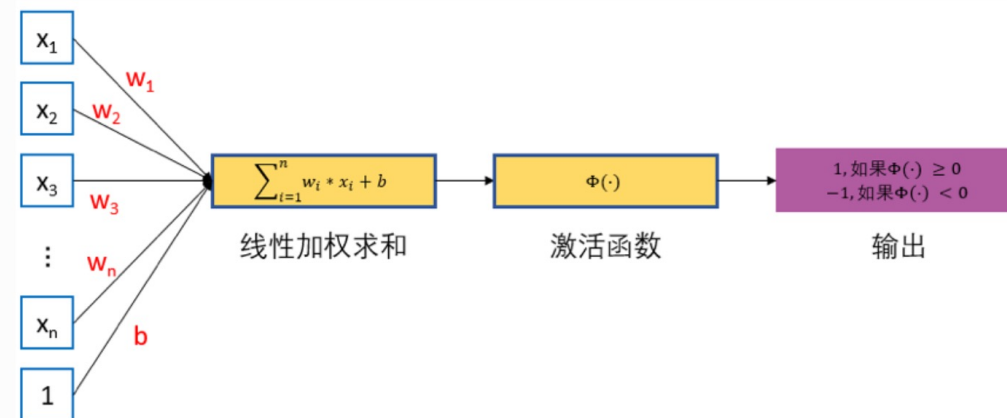 x₁
w₁
x₂
w₂
x₃
w₃
⋮
wₙ
xₙ
b
1
∑ⁿᵢ₌₁ wᵢ * xᵢ + b
线性加权求和
Φ(·)
激活函数
1,如果Φ(·) ≥ 0
−1,如果Φ(·) < 0
输出